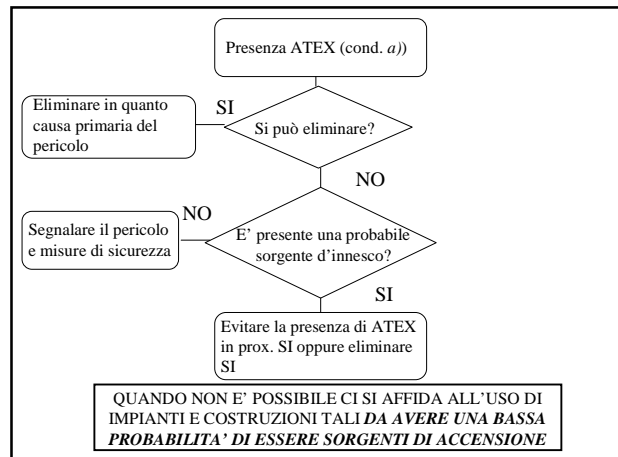 Presenza ATEX (cond. a))
Eliminare in quanto
causa primaria del
pericolo
SI
Si può eliminare?
NO
Segnalare il pericolo
e misure di sicurezza
NO
E' presente una probabile
sorgente d'innesco?
SI
Evitare la presenza di ATEX
in prox. SI oppure eliminare
SI
QUANDO NON E' POSSIBILE CI SI AFFIDA ALL'USO DI
IMPIANTI E COSTRUZIONI TALI DA AVERE UNA BASSA
PROBABILITA' DI ESSERE SORGENTI DI ACCENSIONE